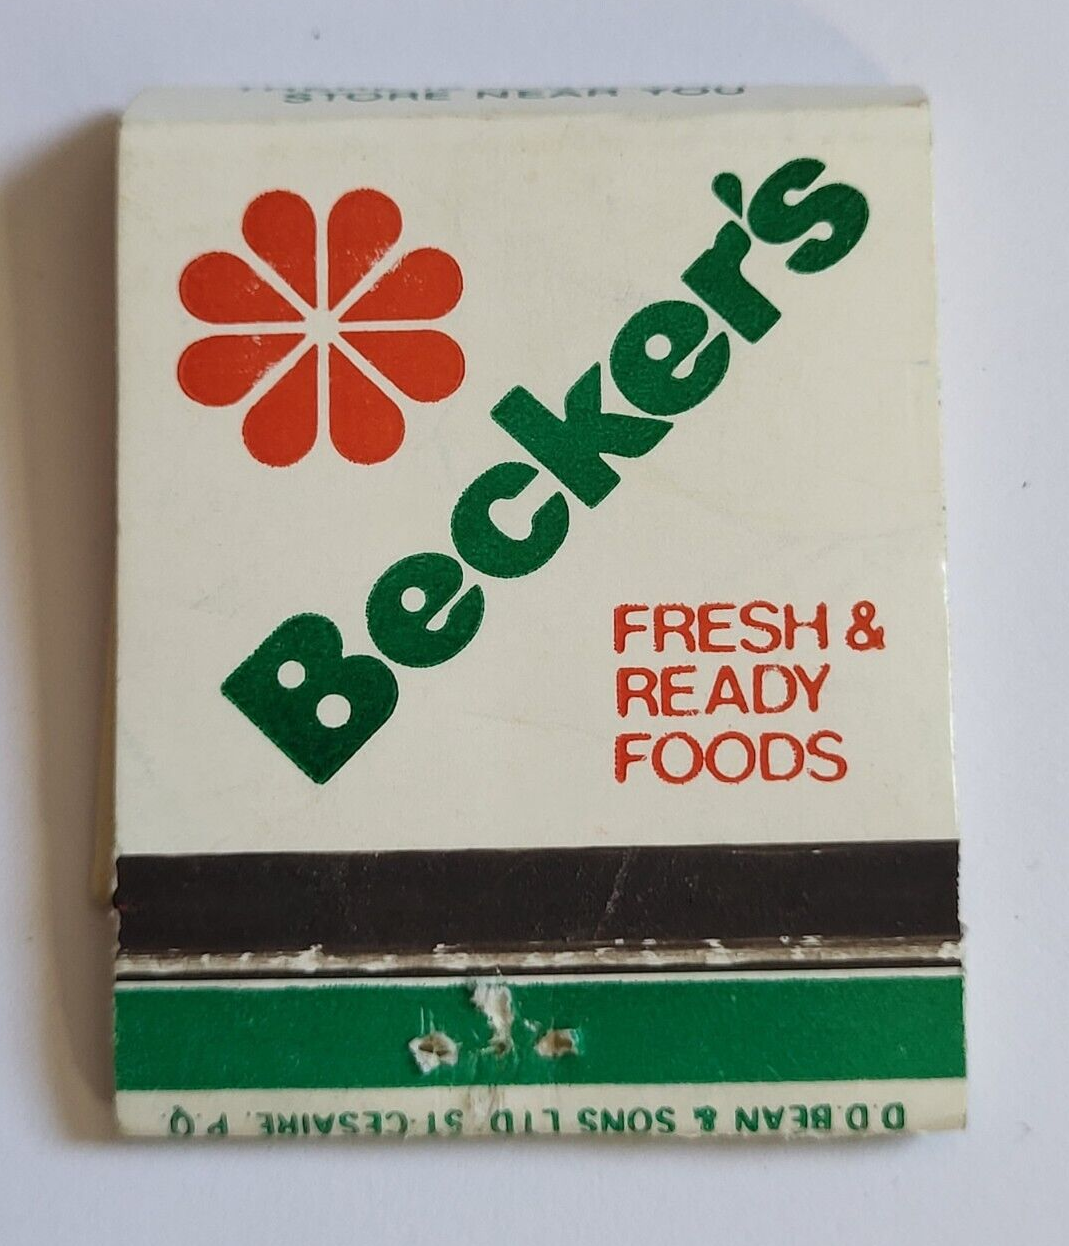 STORE NEAR YOU
Becker's
FRESH &
READY
FOODS
D.D. BEAN & SONS LTD. ST. CESAIRE, P.Q.